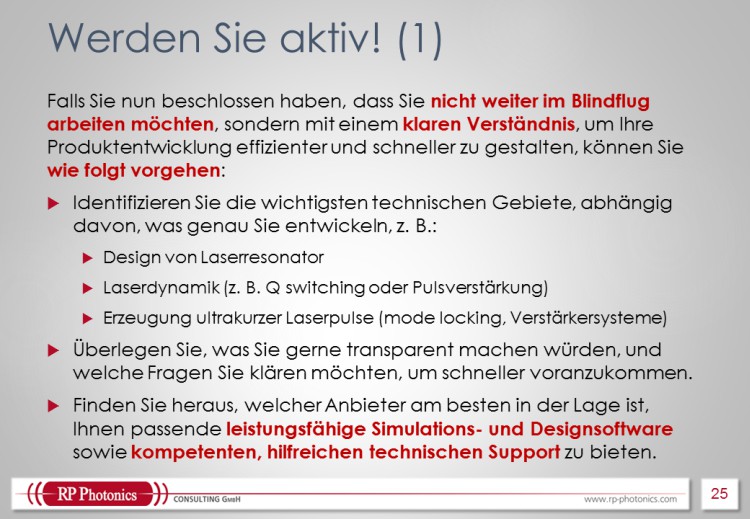 Werden Sie aktiv! (1)
Falls Sie nun beschlossen haben, dass Sie nicht weiter im Blindflug
arbeiten möchten, sondern mit einem klaren Verständnis, um Ihre
Produktentwicklung effizienter und schneller zu gestalten, können Sie
wie folgt vorgehen:
Identifizieren Sie die wichtigsten technischen Gebiete, abhängig
davon, was genau Sie entwickeln, z. B.:
Design von Laserresonator
Laserdynamik (z. B. Q switching oder Pulsverstärkung)
Erzeugung ultrakurzer Laserpulse (mode locking, Verstärkersysteme)
Überlegen Sie, was Sie gerne transparent machen würden, und
welche Fragen Sie klären möchten, um schneller voranzukommen.
Finden Sie heraus, welcher Anbieter am besten in der Lage ist,
Ihnen passende leistungsfähige Simulations- und Designsoftware
sowie kompetenten, hilfreichen technischen Support zu bieten.
RP Photonics CONSULTING GmbH www.rp-photonics.com 25